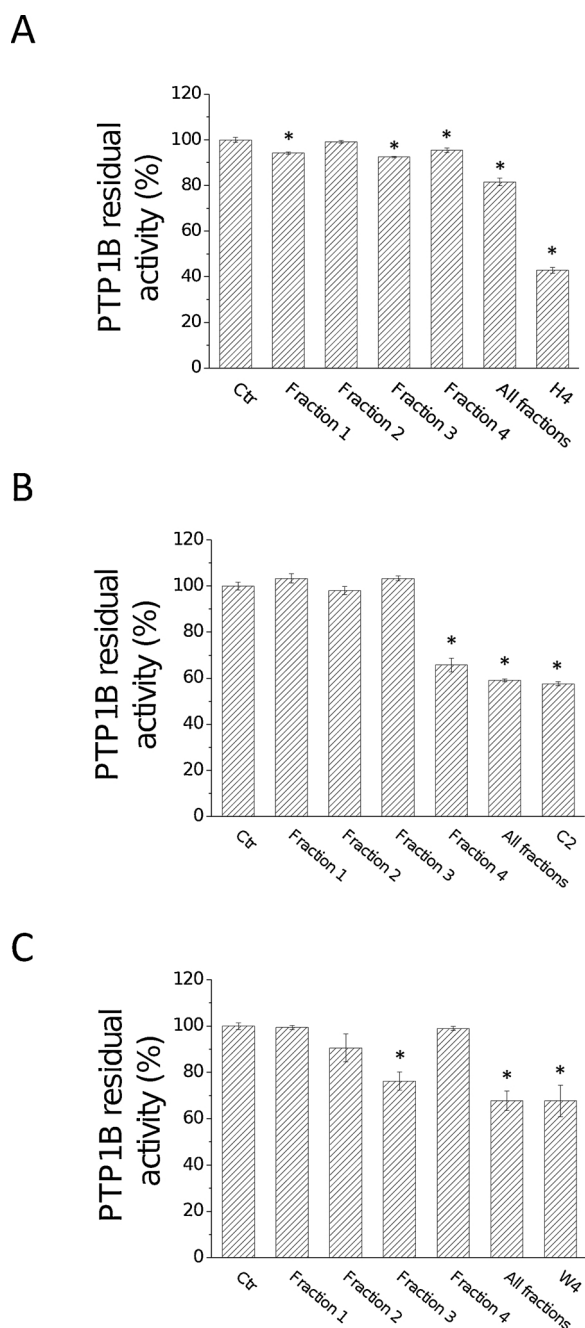 A
PTP1B residual
activity (%)
120
100
80
60
40
20
0
* * * * *
Ctr
Fraction 1
Fraction 2
Fraction 3
Fraction 4
All fractions
H4
B
PTP1B residual
activity (%)
120
100
80
60
40
20
0
* * *
Ctr
Fraction 1
Fraction 2
Fraction 3
Fraction 4
All fractions
C2
C
PTP1B residual
activity (%)
120
100
80
60
40
20
0
* * *
Ctr
Fraction 1
Fraction 2
Fraction 3
Fraction 4
All fractions
W4